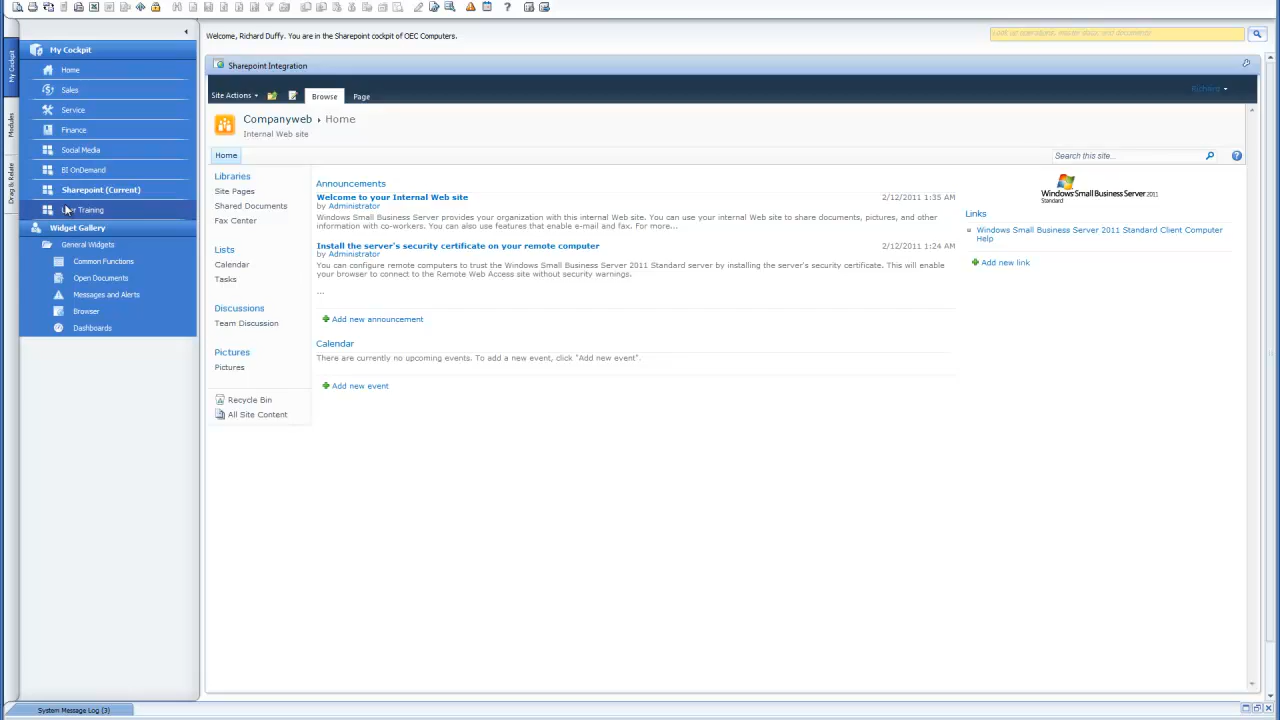 Welcome, Richard Duffy. You are in the Sharepoint cockpit of OEC Computers.
My Cockpit
Modules
Drag & Relate
My Cockpit
Home
Sales
Service
Finance
Social Media
BI OnDemand
Sharepoint (Current)
Training
Widget Gallery
General Widgets
Common Functions
Open Documents
Messages and Alerts
Browser
Dashboards
Sharepoint Integration
Site Actions
Browse
Page
Richard
Companyweb
Home
Internal Web site
Home
Search this site...
Libraries
Site Pages
Shared Documents
Fax Center
Lists
Calendar
Tasks
Discussions
Team Discussion
Pictures
Pictures
Recycle Bin
All Site Content
Announcements
Welcome to your Internal Web site 2/12/2011 1:35 AM
by Administrator
Windows Small Business Server provides your organization with this internal Web site. You can use your internal Web site to share documents, pictures, and other
information with co-workers. You can also use features that enable e-mail and fax. For more...
Install the server's security certificate on your remote computer 2/12/2011 1:24 AM
by Administrator
You can configure remote computers to trust the Windows Small Business Server 2011 Standard server by installing the server's security certificate. This will enable
your browser to connect to the Remote Web Access site without security warnings.
...
Add new announcement
Calendar
There are currently no upcoming events. To add a new event, click "Add new event".
Add new event
Windows Small Business Server 2011
Standard
Links
Windows Small Business Server 2011 Standard Client Computer
Help
Add new link
System Message Log (3)